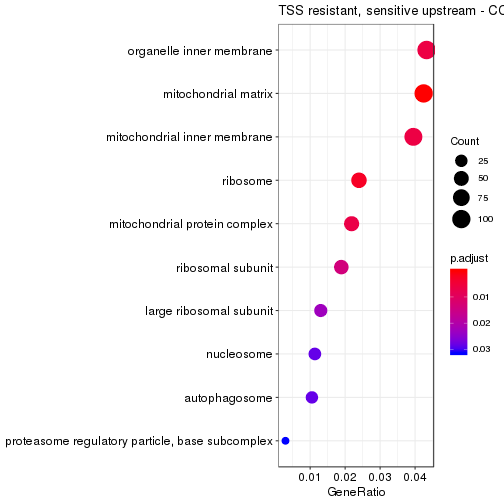 TSS resistant, sensitive upstream - CC
organelle inner membrane
mitochondrial matrix
mitochondrial inner membrane
ribosome
mitochondrial protein complex
ribosomal subunit
large ribosomal subunit
nucleosome
autophagosome
proteasome regulatory particle, base subcomplex
0.01 0.02 0.03 0.04
GeneRatio
Count
25
50
75
100
p.adjust
0.01
0.02
0.03